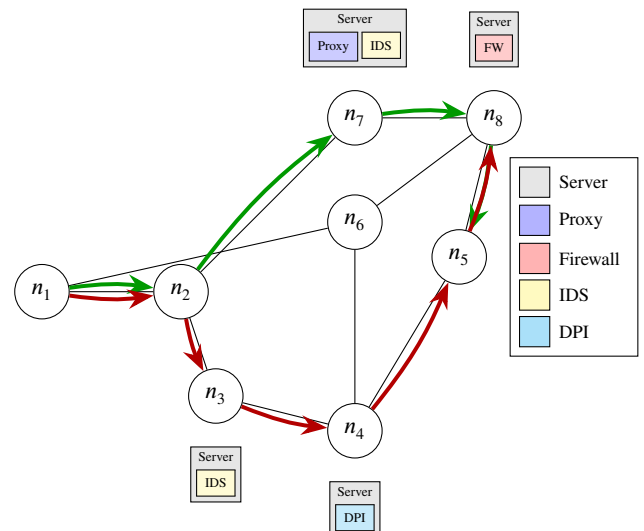 Server
Proxy IDS
Server
FW
n7
n8
n6
n5
n1
n2
n3
n4
Server
IDS
Server
DPI
Server
Proxy
Firewall
IDS
DPI